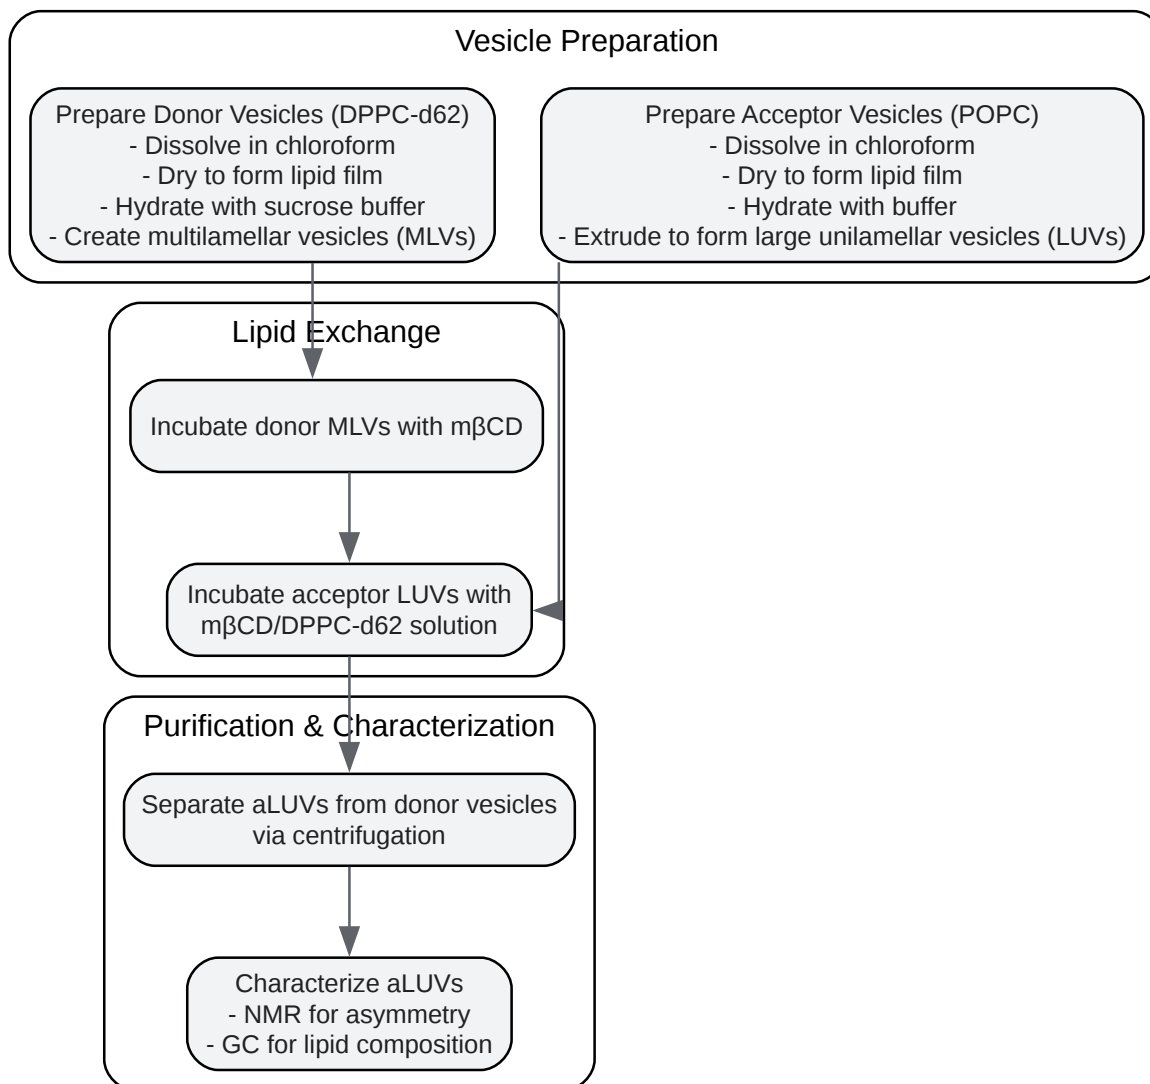 Vesicle Preparation
Prepare Donor Vesicles (DPPC-d62)
- Dissolve in chloroform
- Dry to form lipid film
- Hydrate with sucrose buffer
- Create multilamellar vesicles (MLVs)
Prepare Acceptor Vesicles (POPC)
- Dissolve in chloroform
- Dry to form lipid film
- Hydrate with buffer
- Extrude to form large unilamellar vesicles (LUVs)
Lipid Exchange
Incubate donor MLVs with mβCD
Incubate acceptor LUVs with
mβCD/DPPC-d62 solution
Purification & Characterization
Separate aLUVs from donor vesicles
via centrifugation
Characterize aLUVs
- NMR for asymmetry
- GC for lipid composition